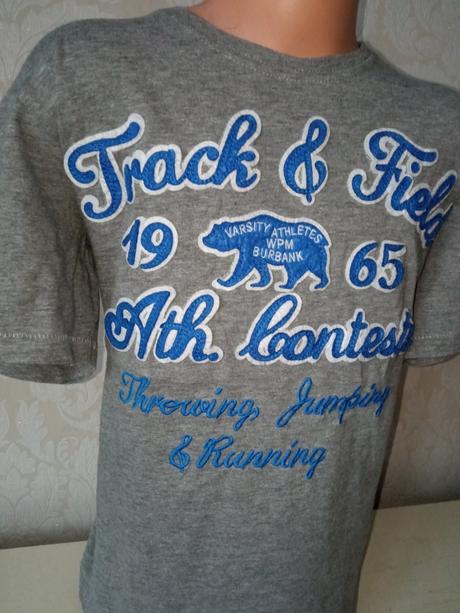 Track & Field
19
VARSITY ATHLETES
WPM
BURBANK
65
Ath. Contests
Throwing, Jumping
& Running